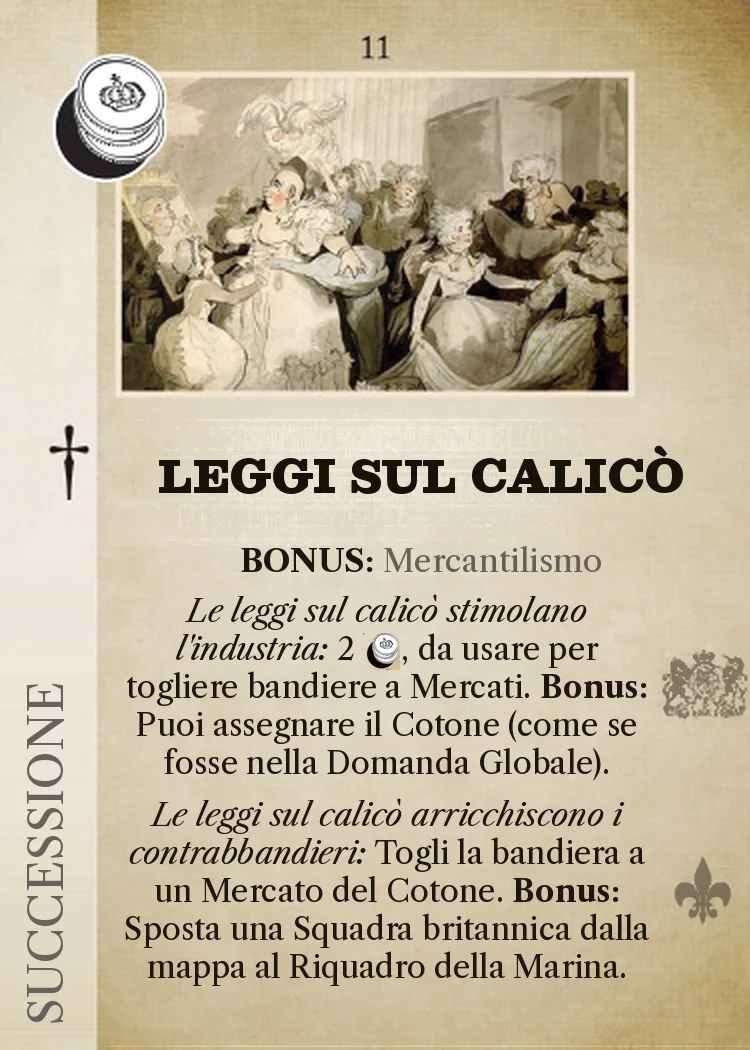 11
LEGGI SUL CALICÒ
BONUS: Mercantilismo
Le leggi sul calicò stimolano
l'industria: 2 , da usare per
togliere bandiere a Mercati. Bonus:
Puoi assegnare il Cotone (come se
fosse nella Domanda Globale).
Le leggi sul calicò arricchiscono i
contrabbandieri: Togli la bandiera a
un Mercato del Cotone. Bonus:
Sposta una Squadra britannica dalla
mappa al Riquadro della Marina.
SUCCESSIONE